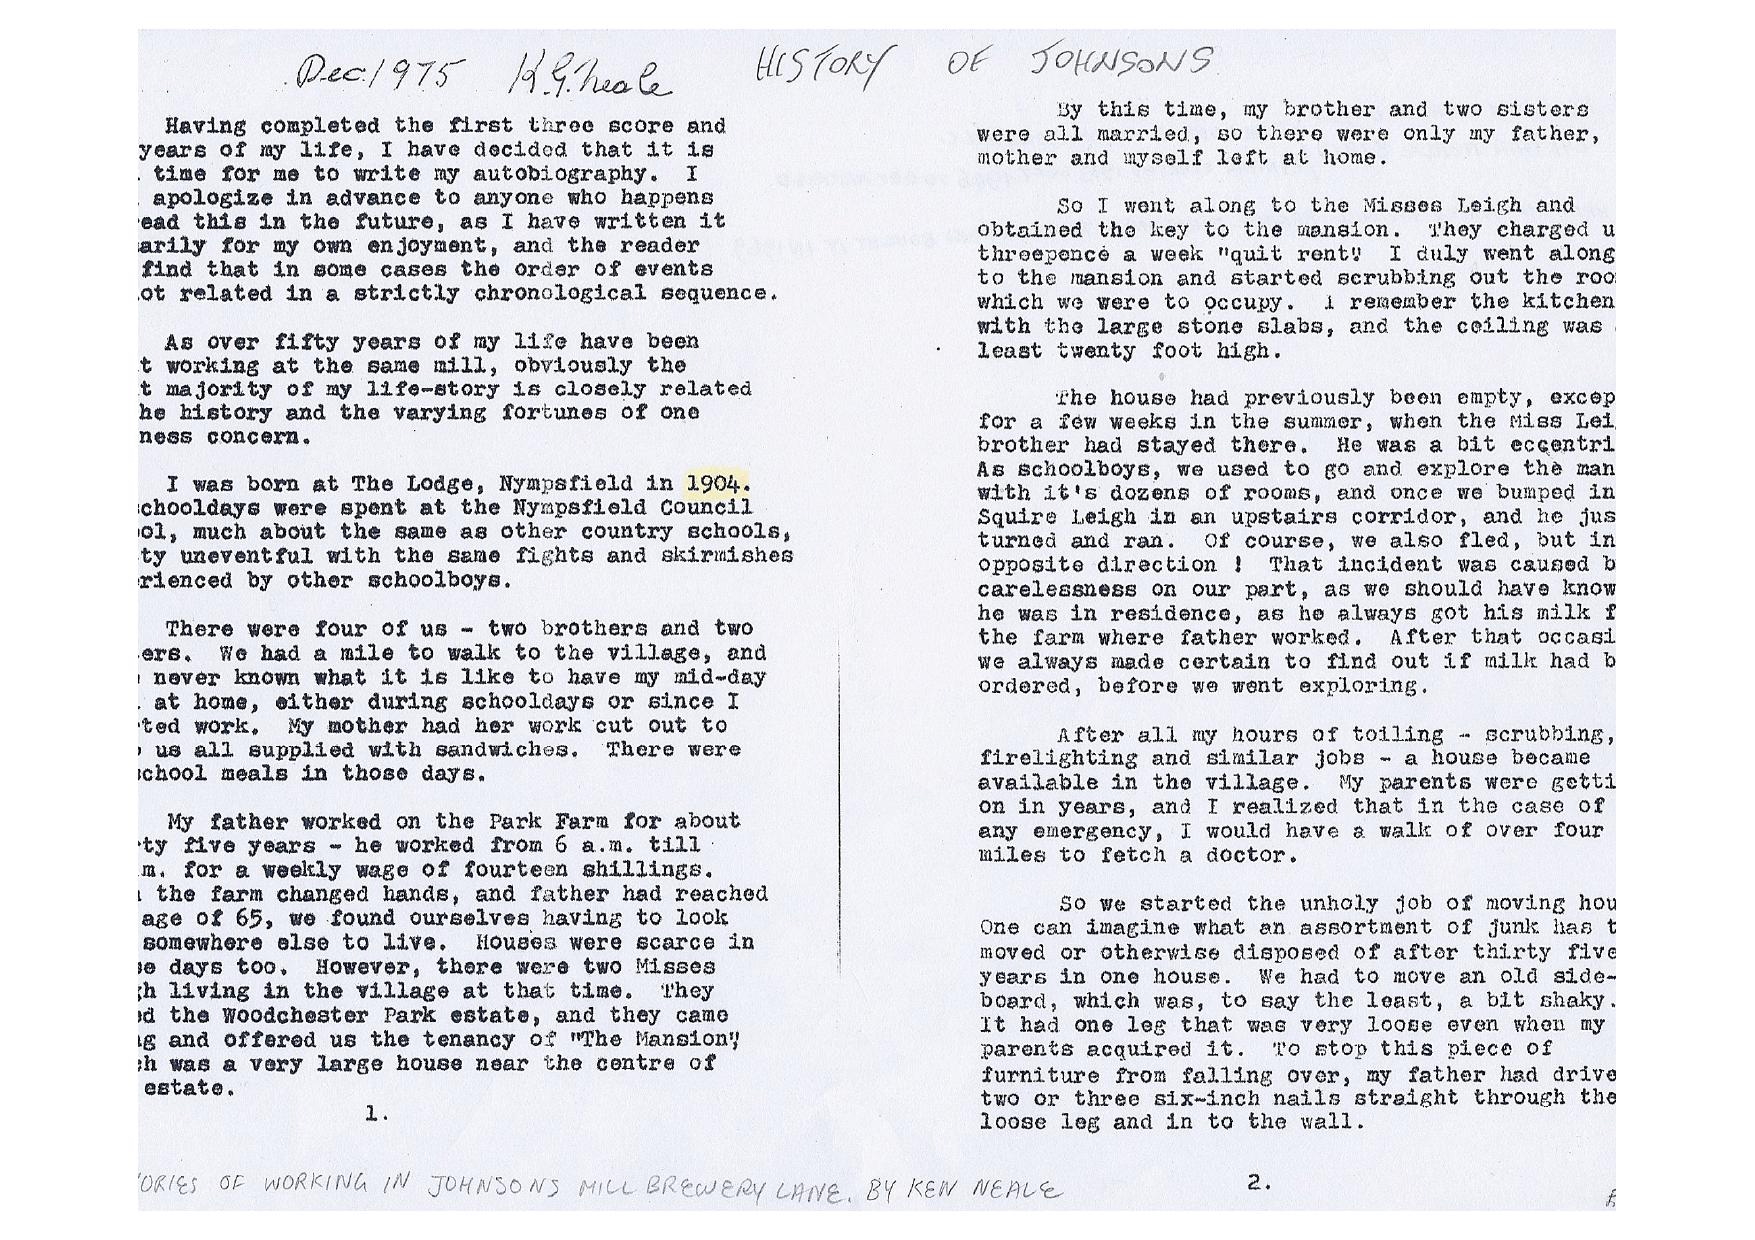 Dec 1975 K.G. Neale HISTORY OF JOHNSONS
Having completed the first three score and
years of my life, I have decided that it is
time for me to write my autobiography. I
apologize in advance to anyone who happens
ead this in the future, as I have written it
arily for my own enjoyment, and the reader
find that in some cases the order of events
ot related in a strictly chronological sequence.
As over fifty years of my life have been
t working at the same mill, obviously the
t majority of my life-story is closely related
he history and the varying fortunes of one
ness concern.
I was born at The Lodge, Nympsfield in 1904.
chooldays were spent at the Nympsfield Council
ol, much about the same as other country schools,
ty uneventful with the same fights and skirmishes
rienced by other schoolboys.
There were four of us - two brothers and two
ers. We had a mile to walk to the village, and
never known what it is like to have my mid-day
at home, either during schooldays or since I
ted work. My mother had her work cut out to
us all supplied with sandwiches. There were
chool meals in those days.
My father worked on the Park Farm for about
ty five years - he worked from 6 a.m. till
m. for a weekly wage of fourteen shillings.
the farm changed hands, and father had reached
age of 65, we found ourselves having to look
somewhere else to live. Houses were scarce in
e days too. However, there were two Misses
gh living in the village at that time. They
d the Woodchester Park estate, and they came
g and offered us the tenancy of "The Mansion",
h was a very large house near the centre of
estate.
1.
By this time, my brother and two sisters
were all married, so there were only my father,
mother and myself left at home.
So I went along to the Misses Leigh and
obtained the key to the mansion. They charged u
threepence a week "quit rent". I duly went along
to the mansion and started scrubbing out the roo
which we were to occupy. I remember the kitchen
with the large stone slabs, and the ceiling was
least twenty foot high.
The house had previously been empty, excep
for a few weeks in the summer, when the Miss Lei
brother had stayed there. He was a bit eccentri
As schoolboys, we used to go and explore the man
with it's dozens of rooms, and once we bumped in
Squire Leigh in an upstairs corridor, and he jus
turned and ran. Of course, we also fled, but in
opposite direction ! That incident was caused b
carelessness on our part, as we should have know
he was in residence, as he always got his milk f
the farm where father worked. After that occasi
we always made certain to find out if milk had b
ordered, before we went exploring.
After all my hours of toiling - scrubbing,
firelighting and similar jobs - a house became
available in the village. My parents were getti
on in years, and I realized that in the case of
any emergency, I would have a walk of over four
miles to fetch a doctor.
So we started the unholy job of moving hou
One can imagine what an assortment of junk has t
moved or otherwise disposed of after thirty five
years in one house. We had to move an old side-
board, which was, to say the least, a bit shaky.
It had one leg that was very loose even when my
parents acquired it. To stop this piece of
furniture from falling over, my father had drive
two or three six-inch nails straight through the
loose leg and in to the wall.
2.
ORIES OF WORKING IN JOHNSONS MILL BREWERY LANE. BY KEN NEALE